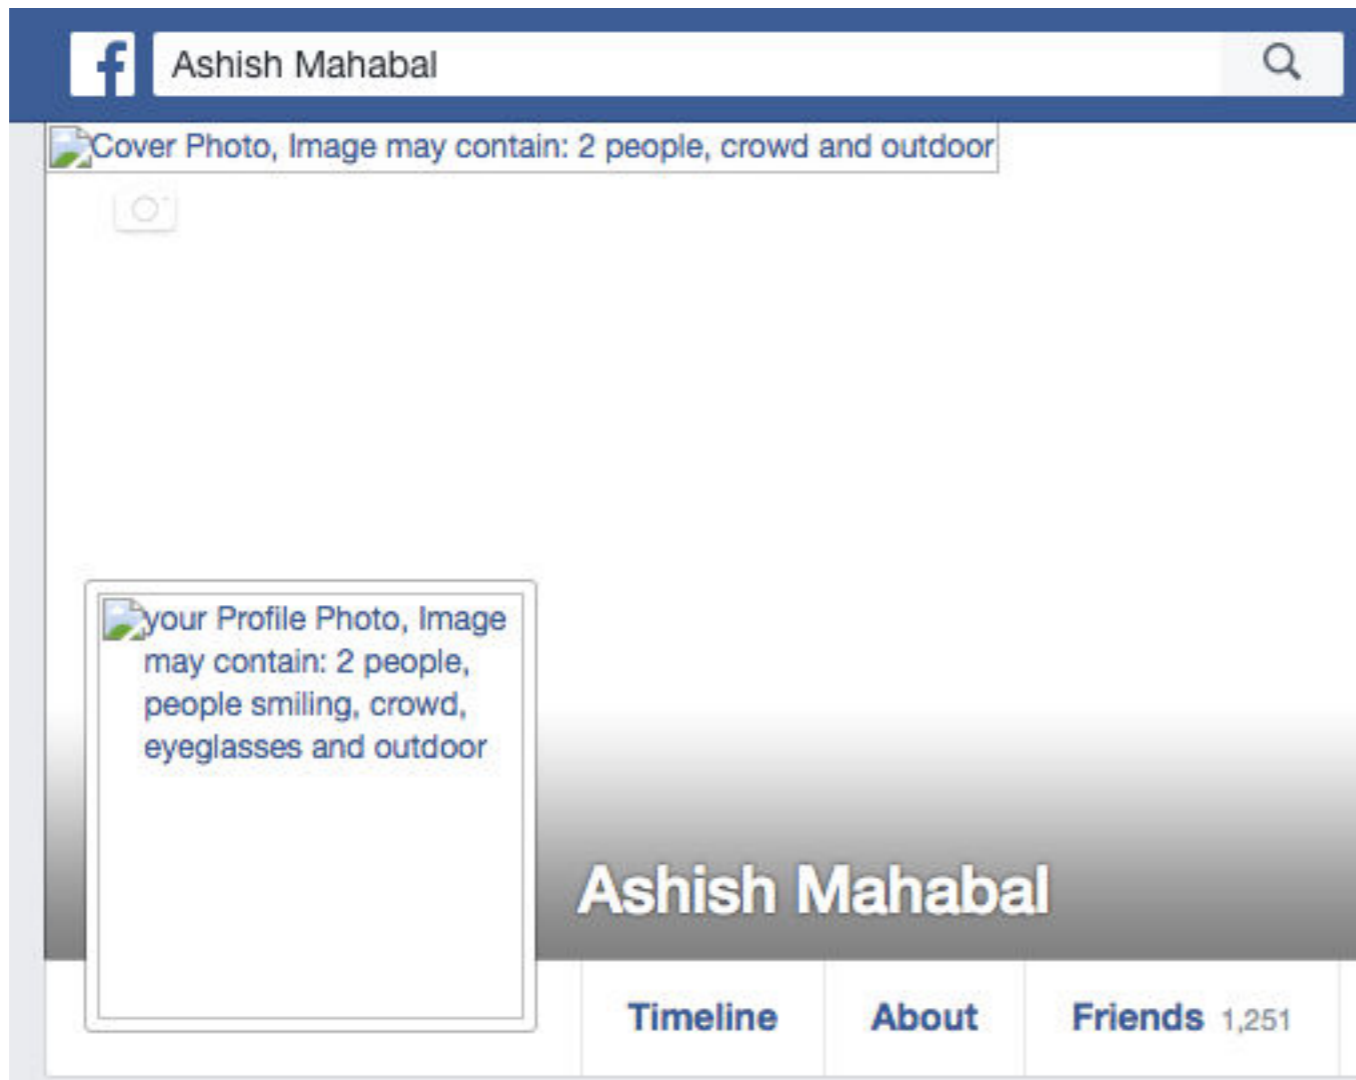 f
Ashish Mahabal
Cover Photo, Image may contain: 2 people, crowd and outdoor
your Profile Photo, Image
may contain: 2 people,
people smiling, crowd,
eyeglasses and outdoor
Ashish Mahabal
Timeline About Friends 1,251